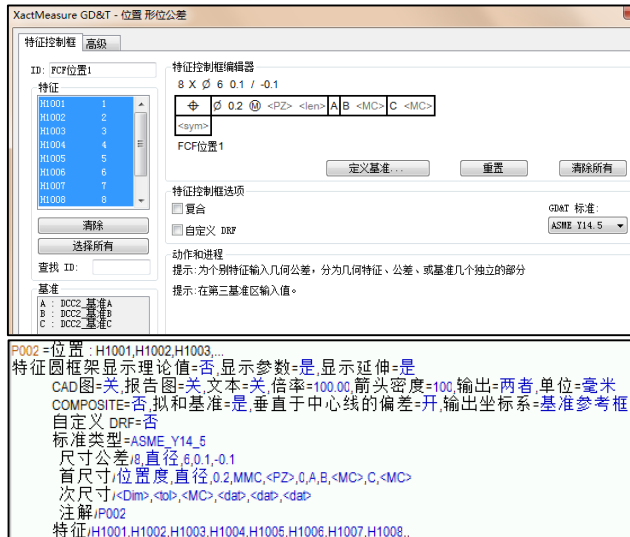 XactMeasure GD&T - 位置 形位公差
特征控制框 高级
ID: FCF位置1
特征
H1001 1
H1002 2
H1003 3
H1004 4
H1005 5
H1006 6
H1007 7
H1008 8
清除
选择所有
查找 ID:
基准
A : DCC2_基准A
B : DCC2_基准B
C : DCC2_基准C
特征控制框编辑器
8 X Ø 6 0.1 / -0.1
⌖ Ø 0.2 Ⓜ <PZ> <len> A B <MC> C <MC>
<sym>
FCF位置1
定义基准... 重置 清除所有
特征控制框选项
复合
自定义 DRF
GD&T 标准:
ASME Y14.5
动作和进程
提示:为个别特征输入几何公差，分为几何特征、公差、或基准几个独立的部分
提示:在第三基准区输入值。
P002 =位置 : H1001,H1002,H1003,...
特征圆框架显示理论值=否,显示参数=是,显示延伸=是
CAD图=关,报告图=关,文本=关,倍率=100.00,箭头密度=100,输出=两者,单位=毫米
COMPOSITE=否,拟和基准=是,垂直于中心线的偏差=开,输出坐标系=基准参考框
自定义 DRF=否
标准类型=ASME_Y14_5
尺寸公差/8,直径,6,0.1,-0.1
首尺寸/位置度,直径,0.2,MMC,<PZ>,0,A,B,<MC>,C,<MC>
次尺寸/<Dim>,<tol>,<MC>,<dat>,<dat>,<dat>
注解/P002
特征/H1001,H1002,H1003,H1004,H1005,H1006,H1007,H1008,,